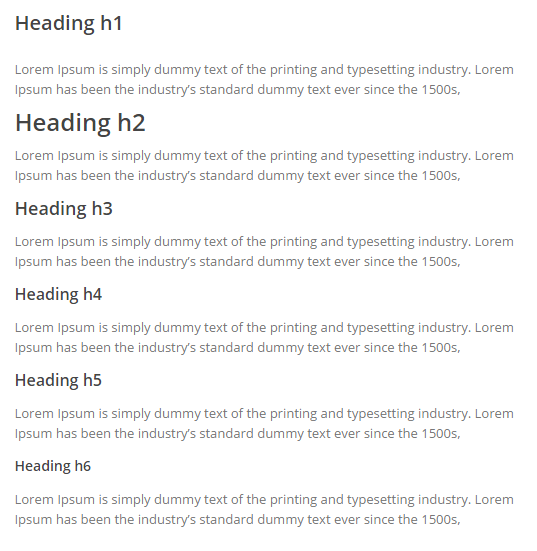 Heading h1
Lorem Ipsum is simply dummy text of the printing and typesetting industry. Lorem
Ipsum has been the industry’s standard dummy text ever since the 1500s,
Heading h2
Lorem Ipsum is simply dummy text of the printing and typesetting industry. Lorem
Ipsum has been the industry’s standard dummy text ever since the 1500s,
Heading h3
Lorem Ipsum is simply dummy text of the printing and typesetting industry. Lorem
Ipsum has been the industry’s standard dummy text ever since the 1500s,
Heading h4
Lorem Ipsum is simply dummy text of the printing and typesetting industry. Lorem
Ipsum has been the industry’s standard dummy text ever since the 1500s,
Heading h5
Lorem Ipsum is simply dummy text of the printing and typesetting industry. Lorem
Ipsum has been the industry’s standard dummy text ever since the 1500s,
Heading h6
Lorem Ipsum is simply dummy text of the printing and typesetting industry. Lorem
Ipsum has been the industry’s standard dummy text ever since the 1500s,